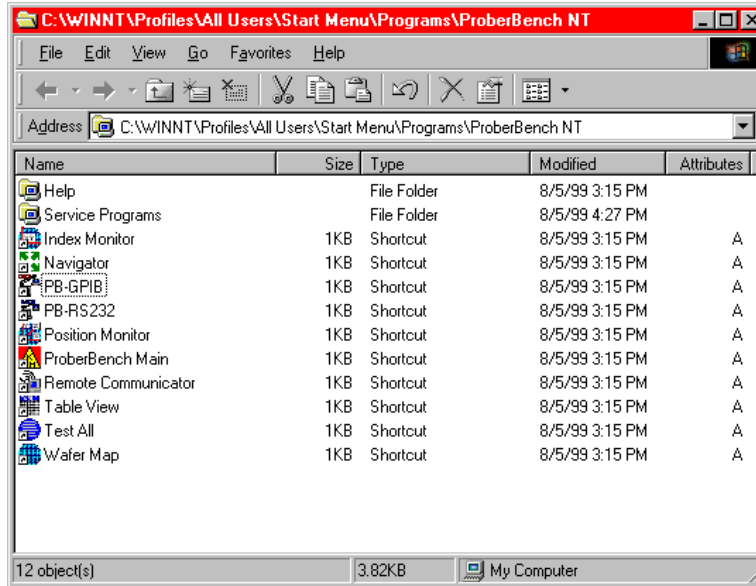 C:\WINNT\Profiles\All Users\Start Menu\Programs\ProberBench NT
File Edit View Go Favorites Help
Address C:\WINNT\Profiles\All Users\Start Menu\Programs\ProberBench NT
Name Size Type Modified Attributes
Help File Folder 8/5/99 3:15 PM
Service Programs File Folder 8/5/99 4:27 PM
Index Monitor 1KB Shortcut 8/5/99 3:15 PM A
Navigator 1KB Shortcut 8/5/99 3:15 PM A
PB-GPIB 1KB Shortcut 8/5/99 3:15 PM A
PB-RS232 1KB Shortcut 8/5/99 3:15 PM A
Position Monitor 1KB Shortcut 8/5/99 3:15 PM A
ProberBench Main 1KB Shortcut 8/5/99 3:15 PM A
Remote Communicator 1KB Shortcut 8/5/99 3:15 PM A
Table View 1KB Shortcut 8/5/99 3:15 PM A
Test All 1KB Shortcut 8/5/99 3:15 PM A
Wafer Map 1KB Shortcut 8/5/99 3:15 PM A
12 object(s) 3.82KB My Computer